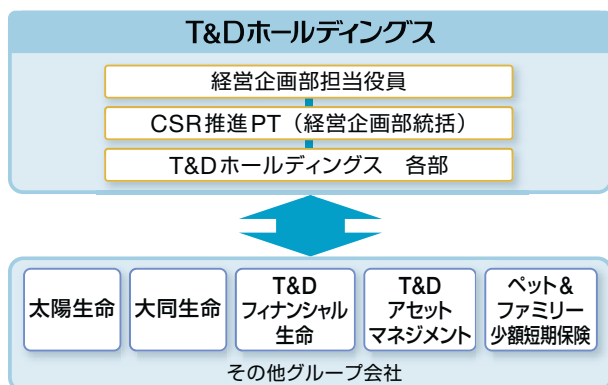 T&Dホールディングス
経営企画部担当役員
CSR推進PT（経営企画部統括）
T&Dホールディングス　各部
太陽生命
大同生命
T&D
フィナンシャル
生命
T&D
アセット
マネジメント
ペット&
ファミリー
少額短期保険
その他グループ会社